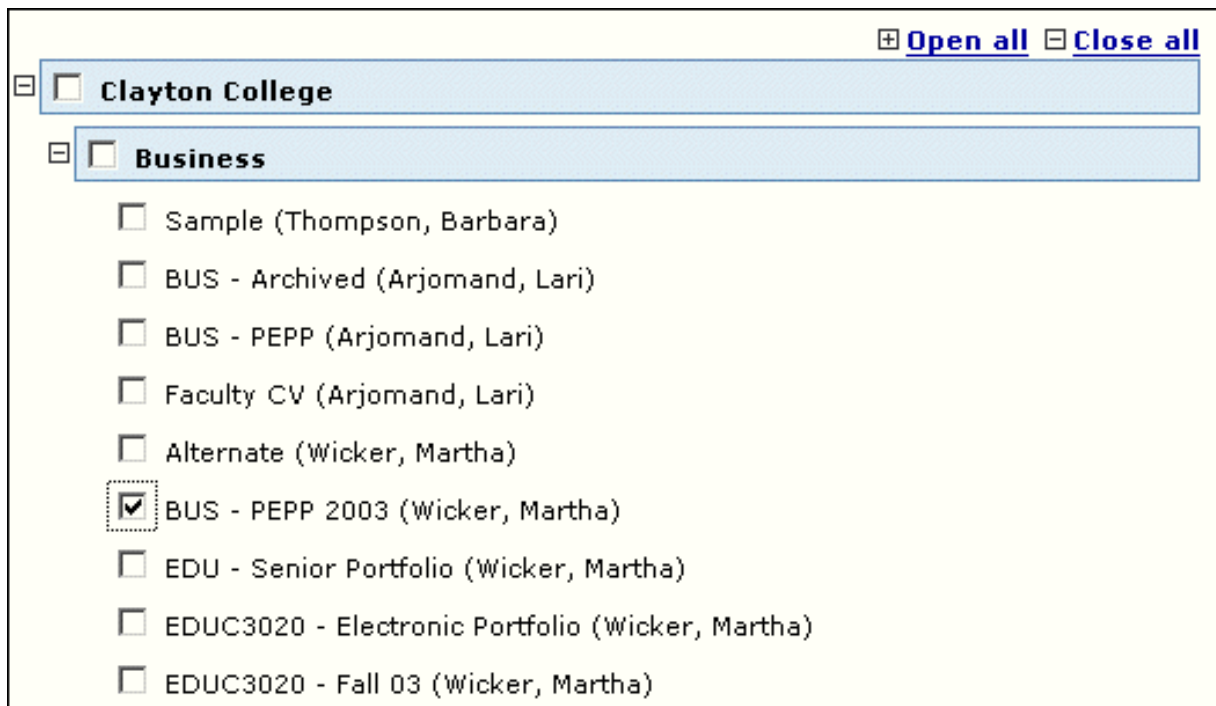 Open all Close all
Clayton College
Business
Sample (Thompson, Barbara)
BUS - Archived (Arjomand, Lari)
BUS - PEPP (Arjomand, Lari)
Faculty CV (Arjomand, Lari)
Alternate (Wicker, Martha)
BUS - PEPP 2003 (Wicker, Martha)
EDU - Senior Portfolio (Wicker, Martha)
EDUC3020 - Electronic Portfolio (Wicker, Martha)
EDUC3020 - Fall 03 (Wicker, Martha)